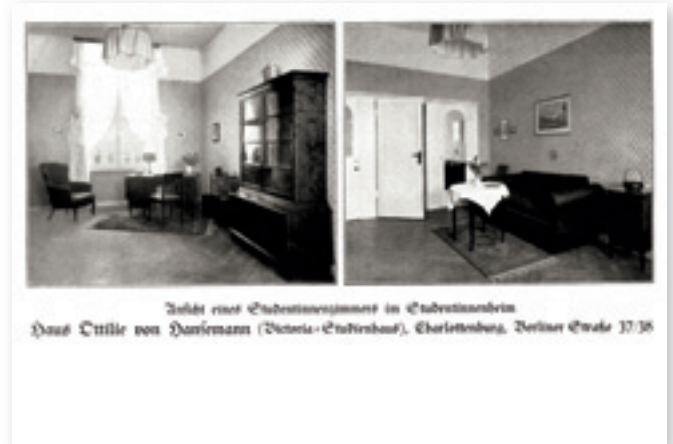 Ansicht eines Studentinnenzimmers im Studentinnenheim
Haus Ottilie von Hansemann (Victoria-Studienhaus), Charlottenburg, Berliner Straße 37/38